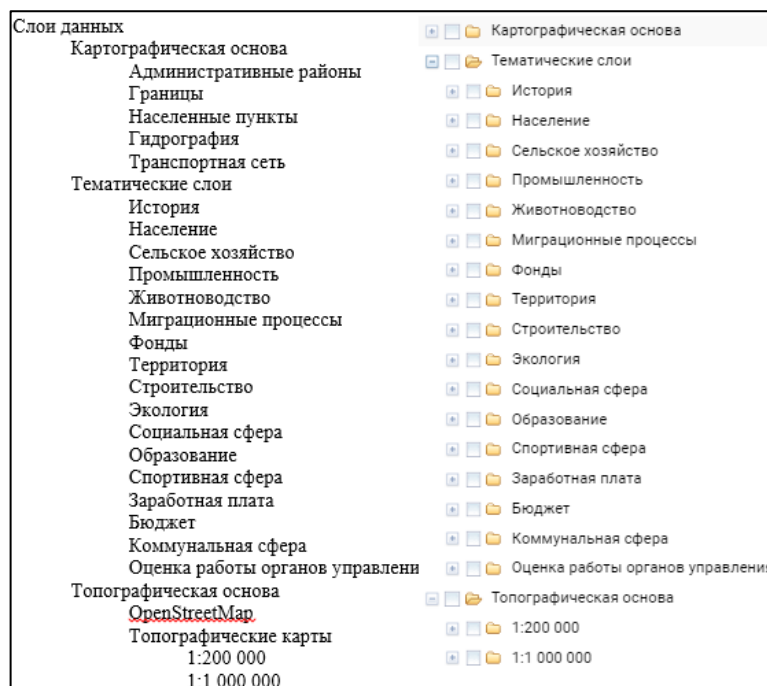 Слои данных
Картографическая основа
Административные районы
Границы
Населенные пункты
Гидрография
Транспортная сеть
Тематические слои
История
Население
Сельское хозяйство
Промышленность
Животноводство
Миграционные процессы
Фонды
Территория
Строительство
Экология
Социальная сфера
Образование
Спортивная сфера
Заработная плата
Бюджет
Коммунальная сфера
Оценка работы органов управлени
Топографическая основа
OpenStreetMap
Топографические карты
1:200 000
1:1 000 000
Картографическая основа
Тематические слои
История
Население
Сельское хозяйство
Промышленность
Животноводство
Миграционные процессы
Фонды
Территория
Строительство
Экология
Социальная сфера
Образование
Спортивная сфера
Заработная плата
Бюджет
Коммунальная сфера
Оценка работы органов управления
Топографическая основа
1:200 000
1:1 000 000